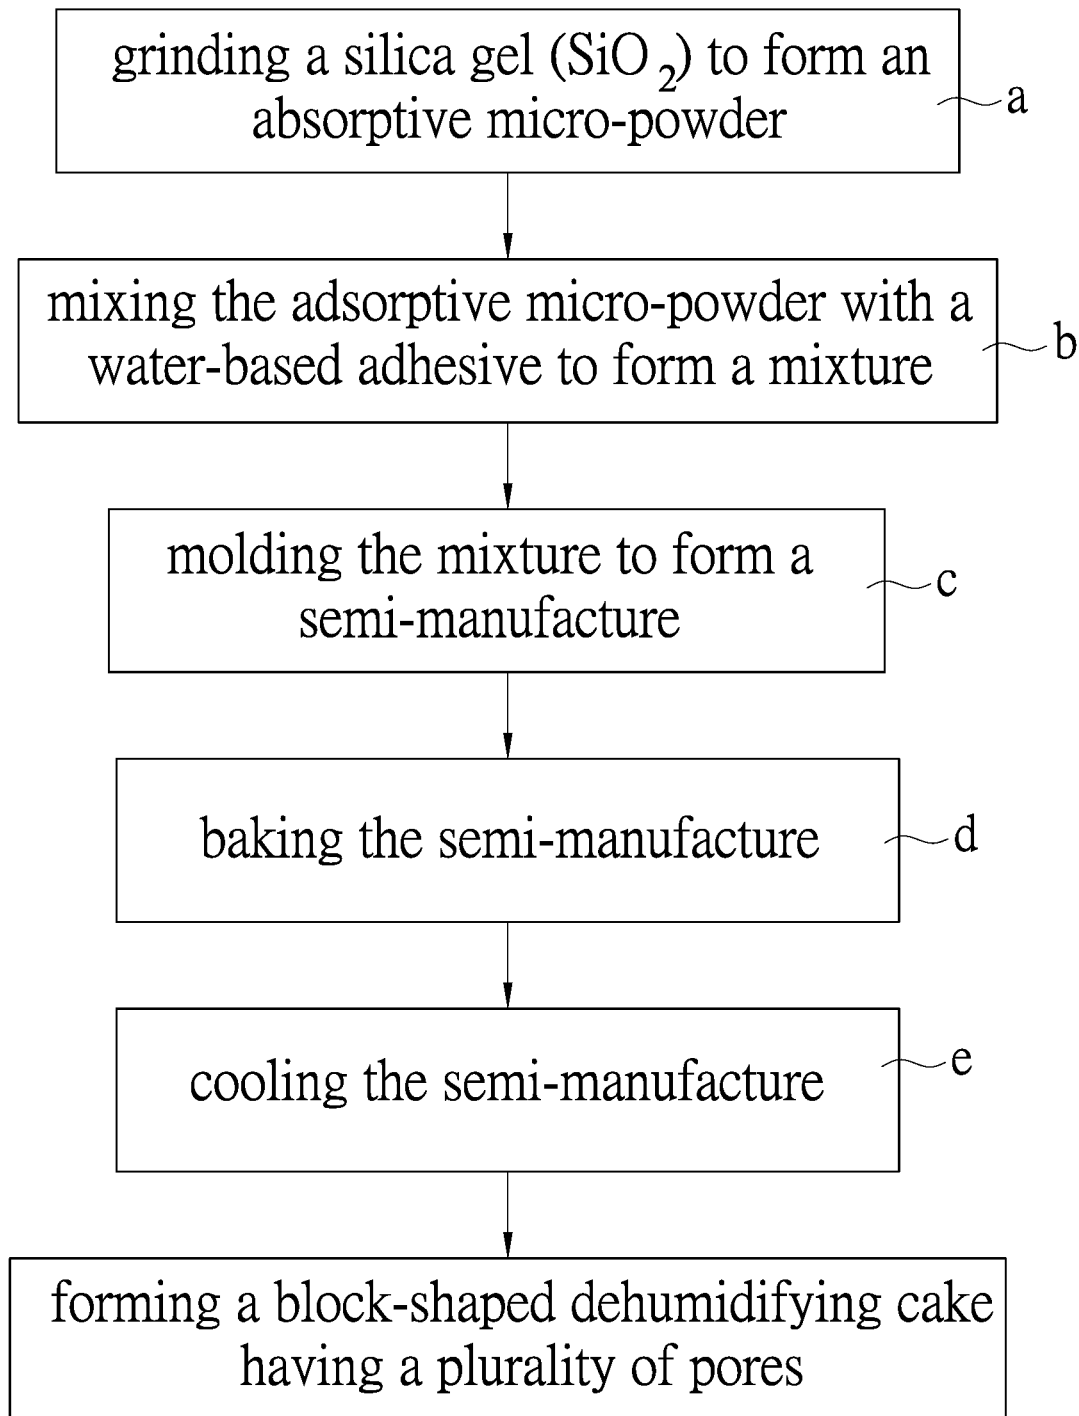 grinding a silica gel (SiO₂) to form an
absorptive micro-powder
a
mixing the adsorptive micro-powder with a
water-based adhesive to form a mixture
b
molding the mixture to form a
semi-manufacture
c
baking the semi-manufacture
d
cooling the semi-manufacture
e
forming a block-shaped dehumidifying cake
having a plurality of pores